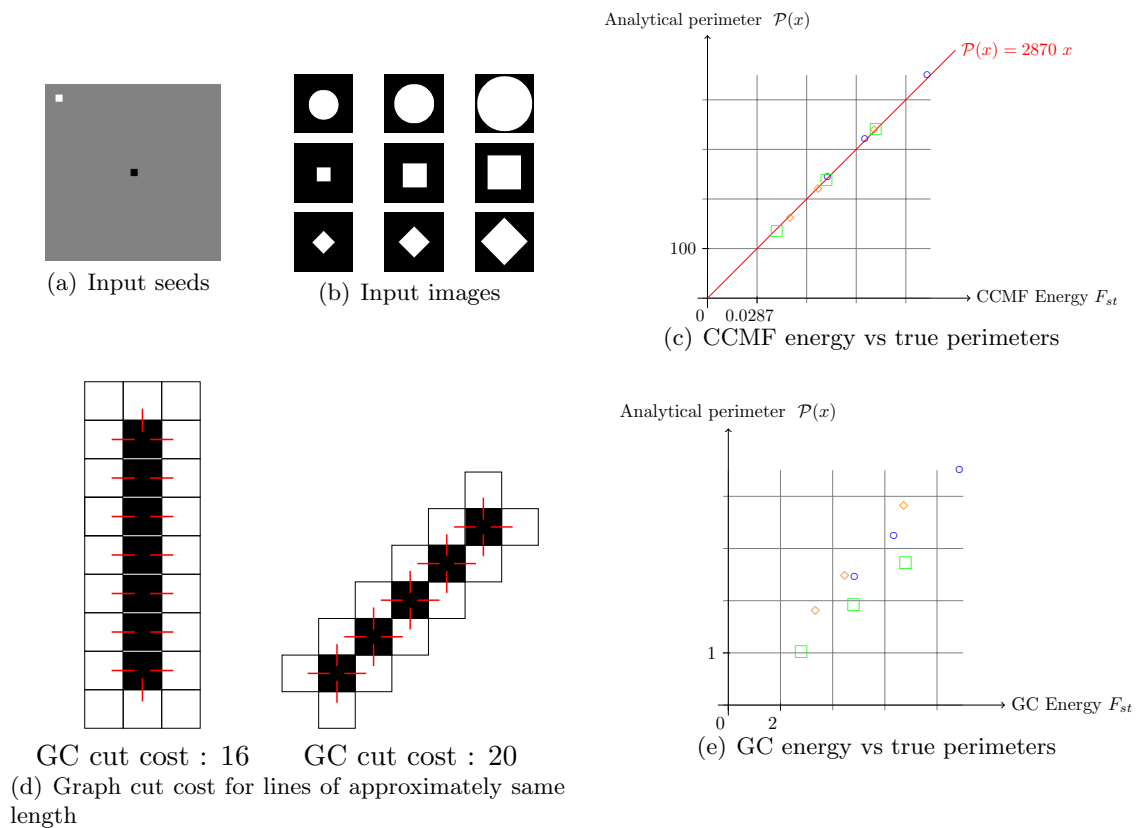 Analytical perimeter P(x)
P(x) = 2870 x
100
0
0.0287
CCMF Energy F_st
(a) Input seeds
(b) Input images
(c) CCMF energy vs true perimeters
GC cut cost : 16
GC cut cost : 20
(d) Graph cut cost for lines of approximately same
length
Analytical perimeter P(x)
1
0
2
GC Energy F_st
(e) GC energy vs true perimeters